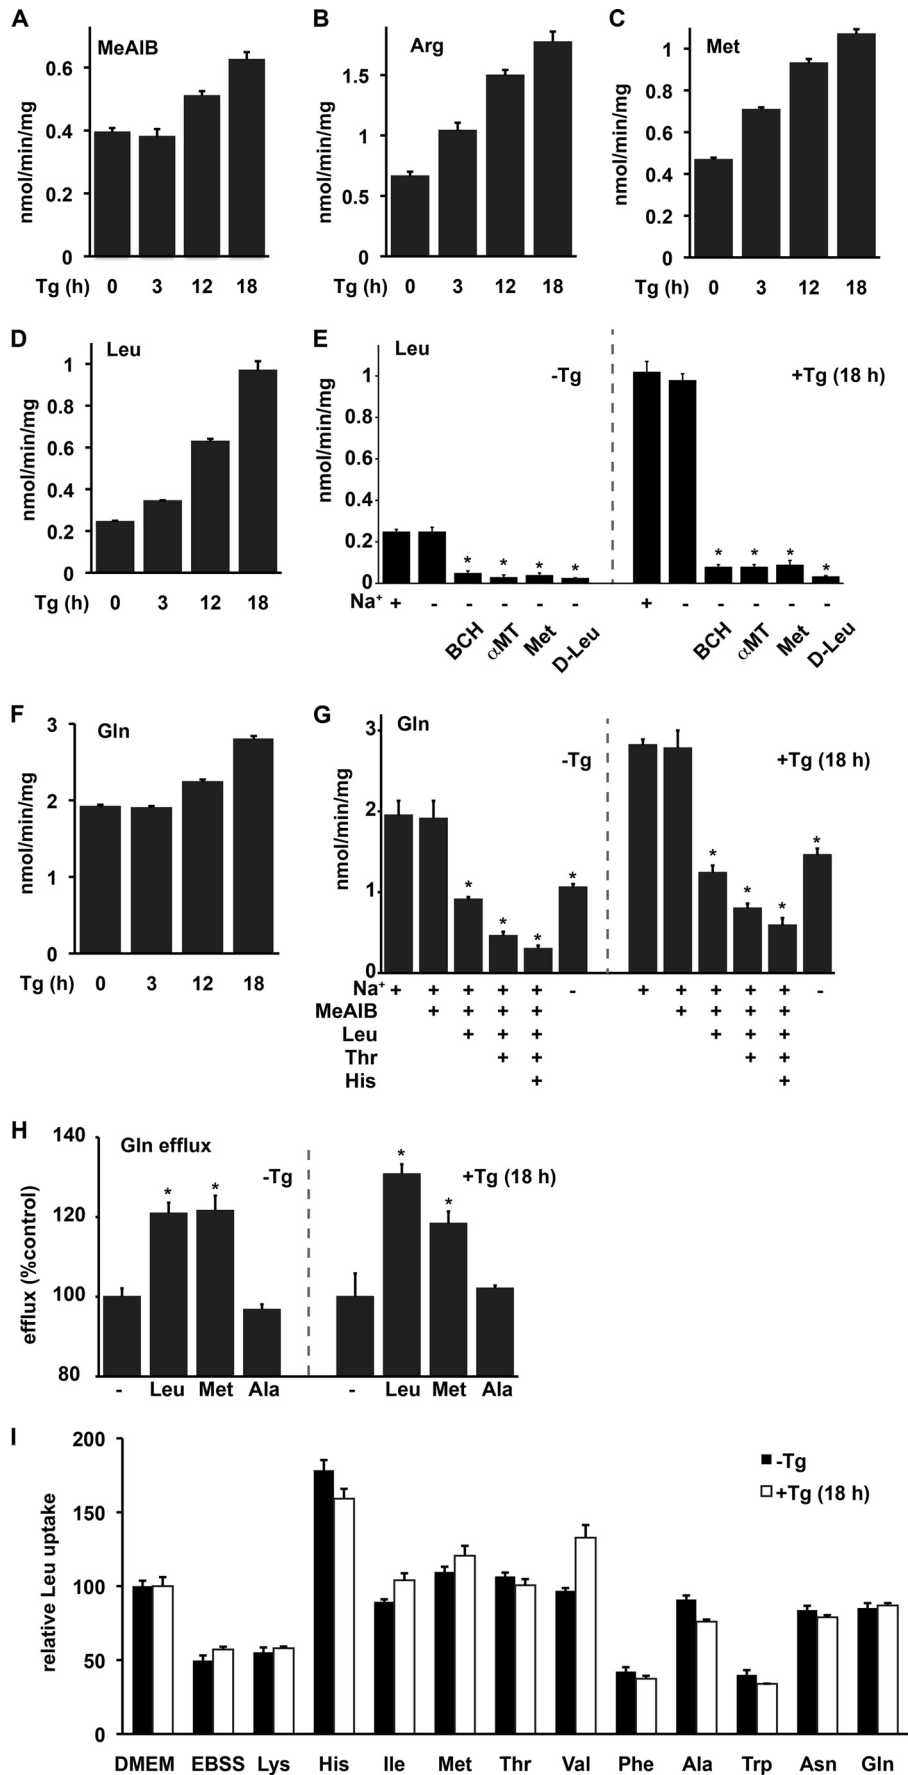 A
MeAIB
nmol/min/mg
0.6
0.4
0.2
0
Tg (h) 0 3 12 18
B
Arg
nmol/min/mg
1.5
1
0.5
0
Tg (h) 0 3 12 18
C
Met
nmol/min/mg
1
0.8
0.6
0.4
0.2
0
Tg (h) 0 3 12 18
D
Leu
nmol/min/mg
1
0.8
0.6
0.4
0.2
0
Tg (h) 0 3 12 18
E
Leu
-Tg
+Tg (18 h)
nmol/min/mg
1
0.8
0.6
0.4
0.2
0
* * * * * * * *
Na+ + - - - - - + - - - - -
BCH αMT Met D-Leu BCH αMT Met D-Leu
F
Gln
nmol/min/mg
3
2
1
0
Tg (h) 0 3 12 18
G
Gln
-Tg
+Tg (18 h)
nmol/min/mg
3
2
1
0
* * * * * * * *
Na+ + + + + + - + + + + + -
MeAIB + + + + + + + +
Leu + + + + + +
Thr + + + +
His + +
H
Gln efflux
-Tg
+Tg (18 h)
efflux (%control)
140
120
100
80
* * * *
- Leu Met Ala - Leu Met Ala
I
relative Leu uptake
200
150
100
50
0
-Tg
+Tg (18 h)
DMEM EBSS Lys His Ile Met Thr Val Phe Ala Trp Asn Gln